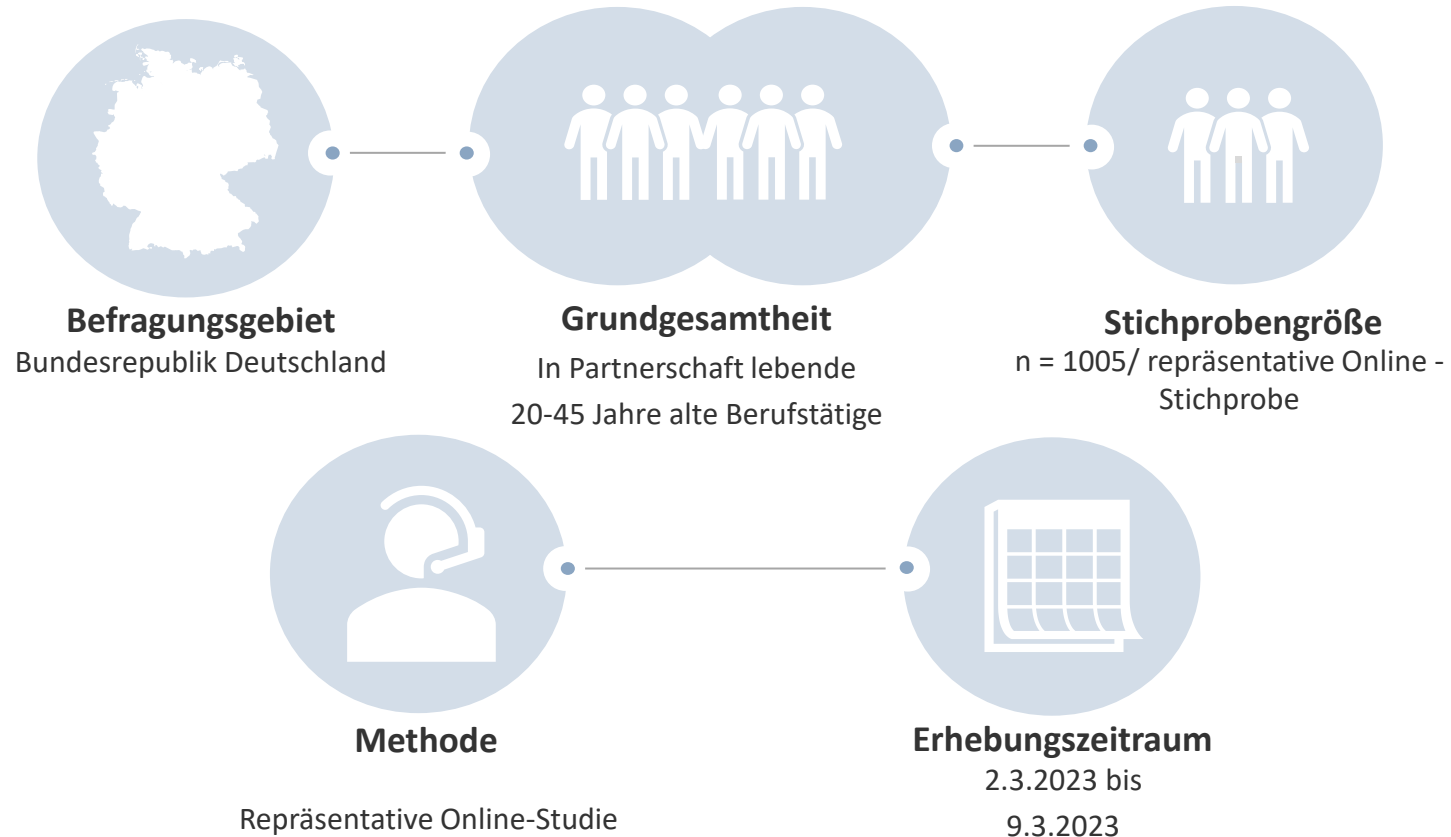 Befragungsgebiet
Bundesrepublik Deutschland
Grundgesamtheit
In Partnerschaft lebende
20-45 Jahre alte Berufstätige
Stichprobengröße
n = 1005/ repräsentative Online -
Stichprobe
Methode
Repräsentative Online-Studie
Erhebungszeitraum
2.3.2023 bis
9.3.2023